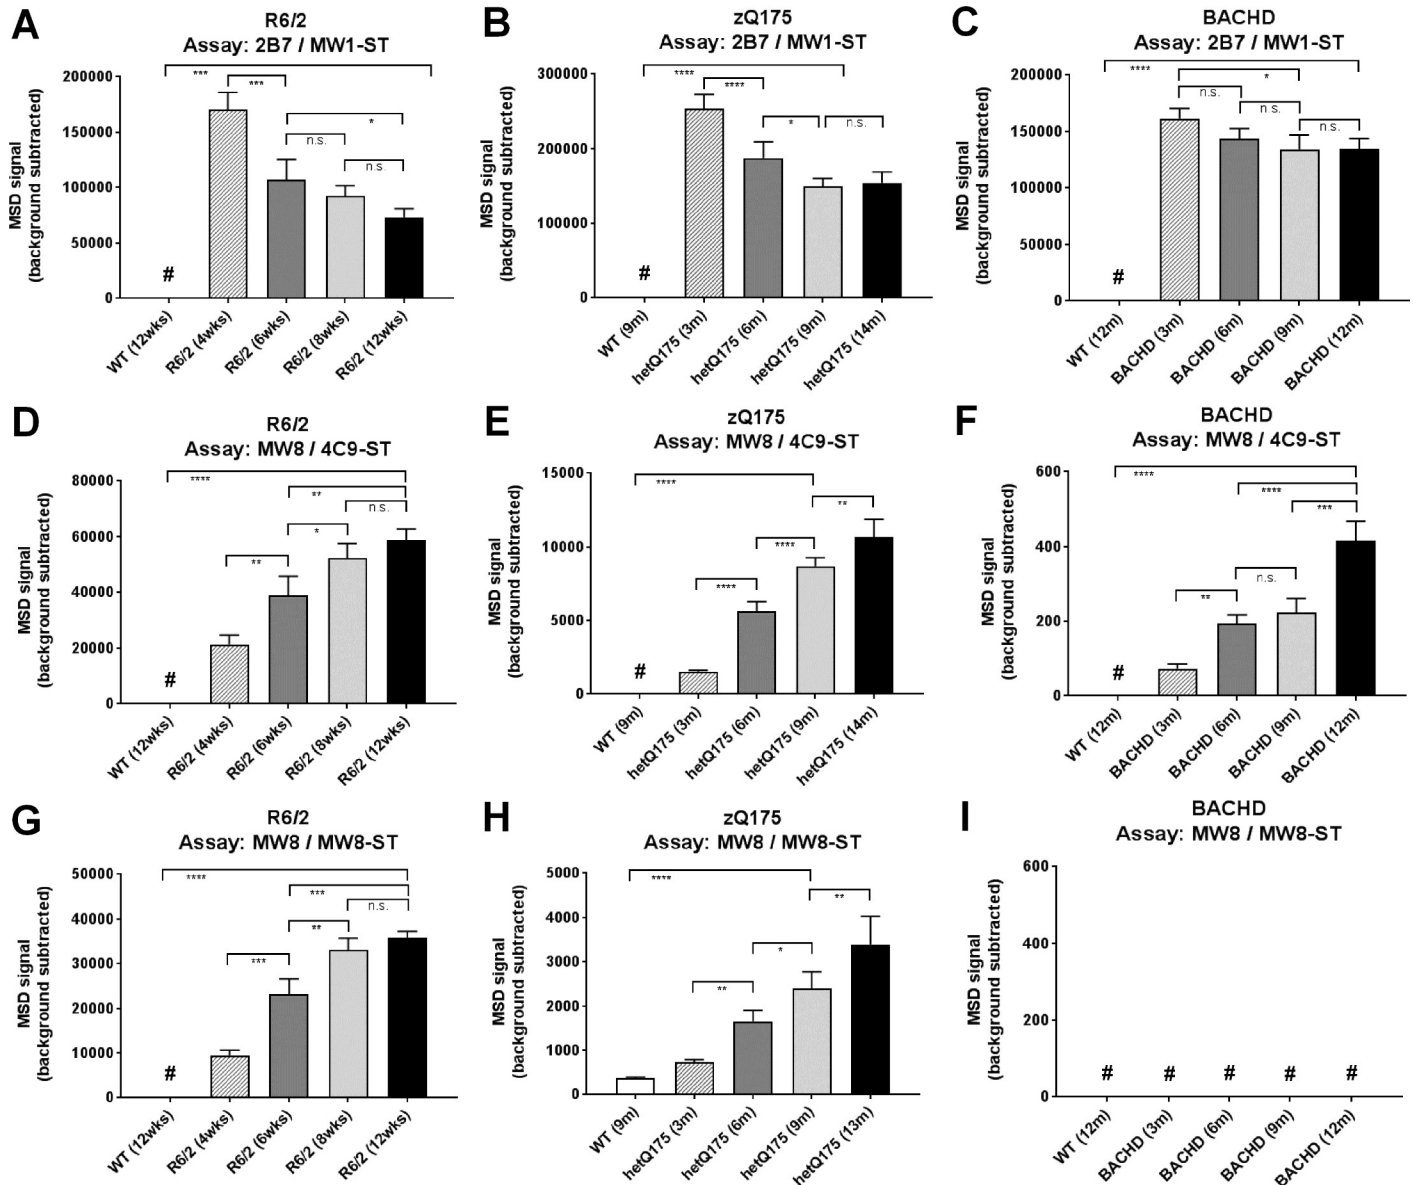 A
R6/2
Assay: 2B7 / MW1-ST
MSD signal
(background subtracted)
200000
150000
100000
50000
0
***
***
*
n.s.
n.s.
#
WT (12wks)
R6/2 (4wks)
R6/2 (6wks)
R6/2 (8wks)
R6/2 (12wks)
B
zQ175
Assay: 2B7 / MW1-ST
MSD signal
(background subtracted)
300000
200000
100000
0
****
****
*
n.s.
#
WT (9m)
hetQ175 (3m)
hetQ175 (6m)
hetQ175 (9m)
hetQ175 (14m)
C
BACHD
Assay: 2B7 / MW1-ST
MSD signal
(background subtracted)
200000
150000
100000
50000
0
****
*
n.s.
n.s.
n.s.
#
WT (12m)
BACHD (3m)
BACHD (6m)
BACHD (9m)
BACHD (12m)
D
R6/2
Assay: MW8 / 4C9-ST
MSD signal
(background subtracted)
80000
60000
40000
20000
0
****
**
n.s.
*
**
#
WT (12wks)
R6/2 (4wks)
R6/2 (6wks)
R6/2 (8wks)
R6/2 (12wks)
E
zQ175
Assay: MW8 / 4C9-ST
MSD signal
(background subtracted)
15000
10000
5000
0
****
**
****
****
#
WT (9m)
hetQ175 (3m)
hetQ175 (6m)
hetQ175 (9m)
hetQ175 (14m)
F
BACHD
Assay: MW8 / 4C9-ST
MSD signal
(background subtracted)
600
400
200
0
****
****
***
n.s.
**
#
WT (12m)
BACHD (3m)
BACHD (6m)
BACHD (9m)
BACHD (12m)
G
R6/2
Assay: MW8 / MW8-ST
MSD signal
(background subtracted)
50000
40000
30000
20000
10000
0
****
***
n.s.
**
***
#
WT (12wks)
R6/2 (4wks)
R6/2 (6wks)
R6/2 (8wks)
R6/2 (12wks)
H
zQ175
Assay: MW8 / MW8-ST
MSD signal
(background subtracted)
5000
4000
3000
2000
1000
0
****
**
*
**
WT (9m)
hetQ175 (3m)
hetQ175 (6m)
hetQ175 (9m)
hetQ175 (13m)
I
BACHD
Assay: MW8 / MW8-ST
MSD signal
(background subtracted)
600
400
200
0
# # # # #
WT (12m)
BACHD (3m)
BACHD (6m)
BACHD (9m)
BACHD (12m)